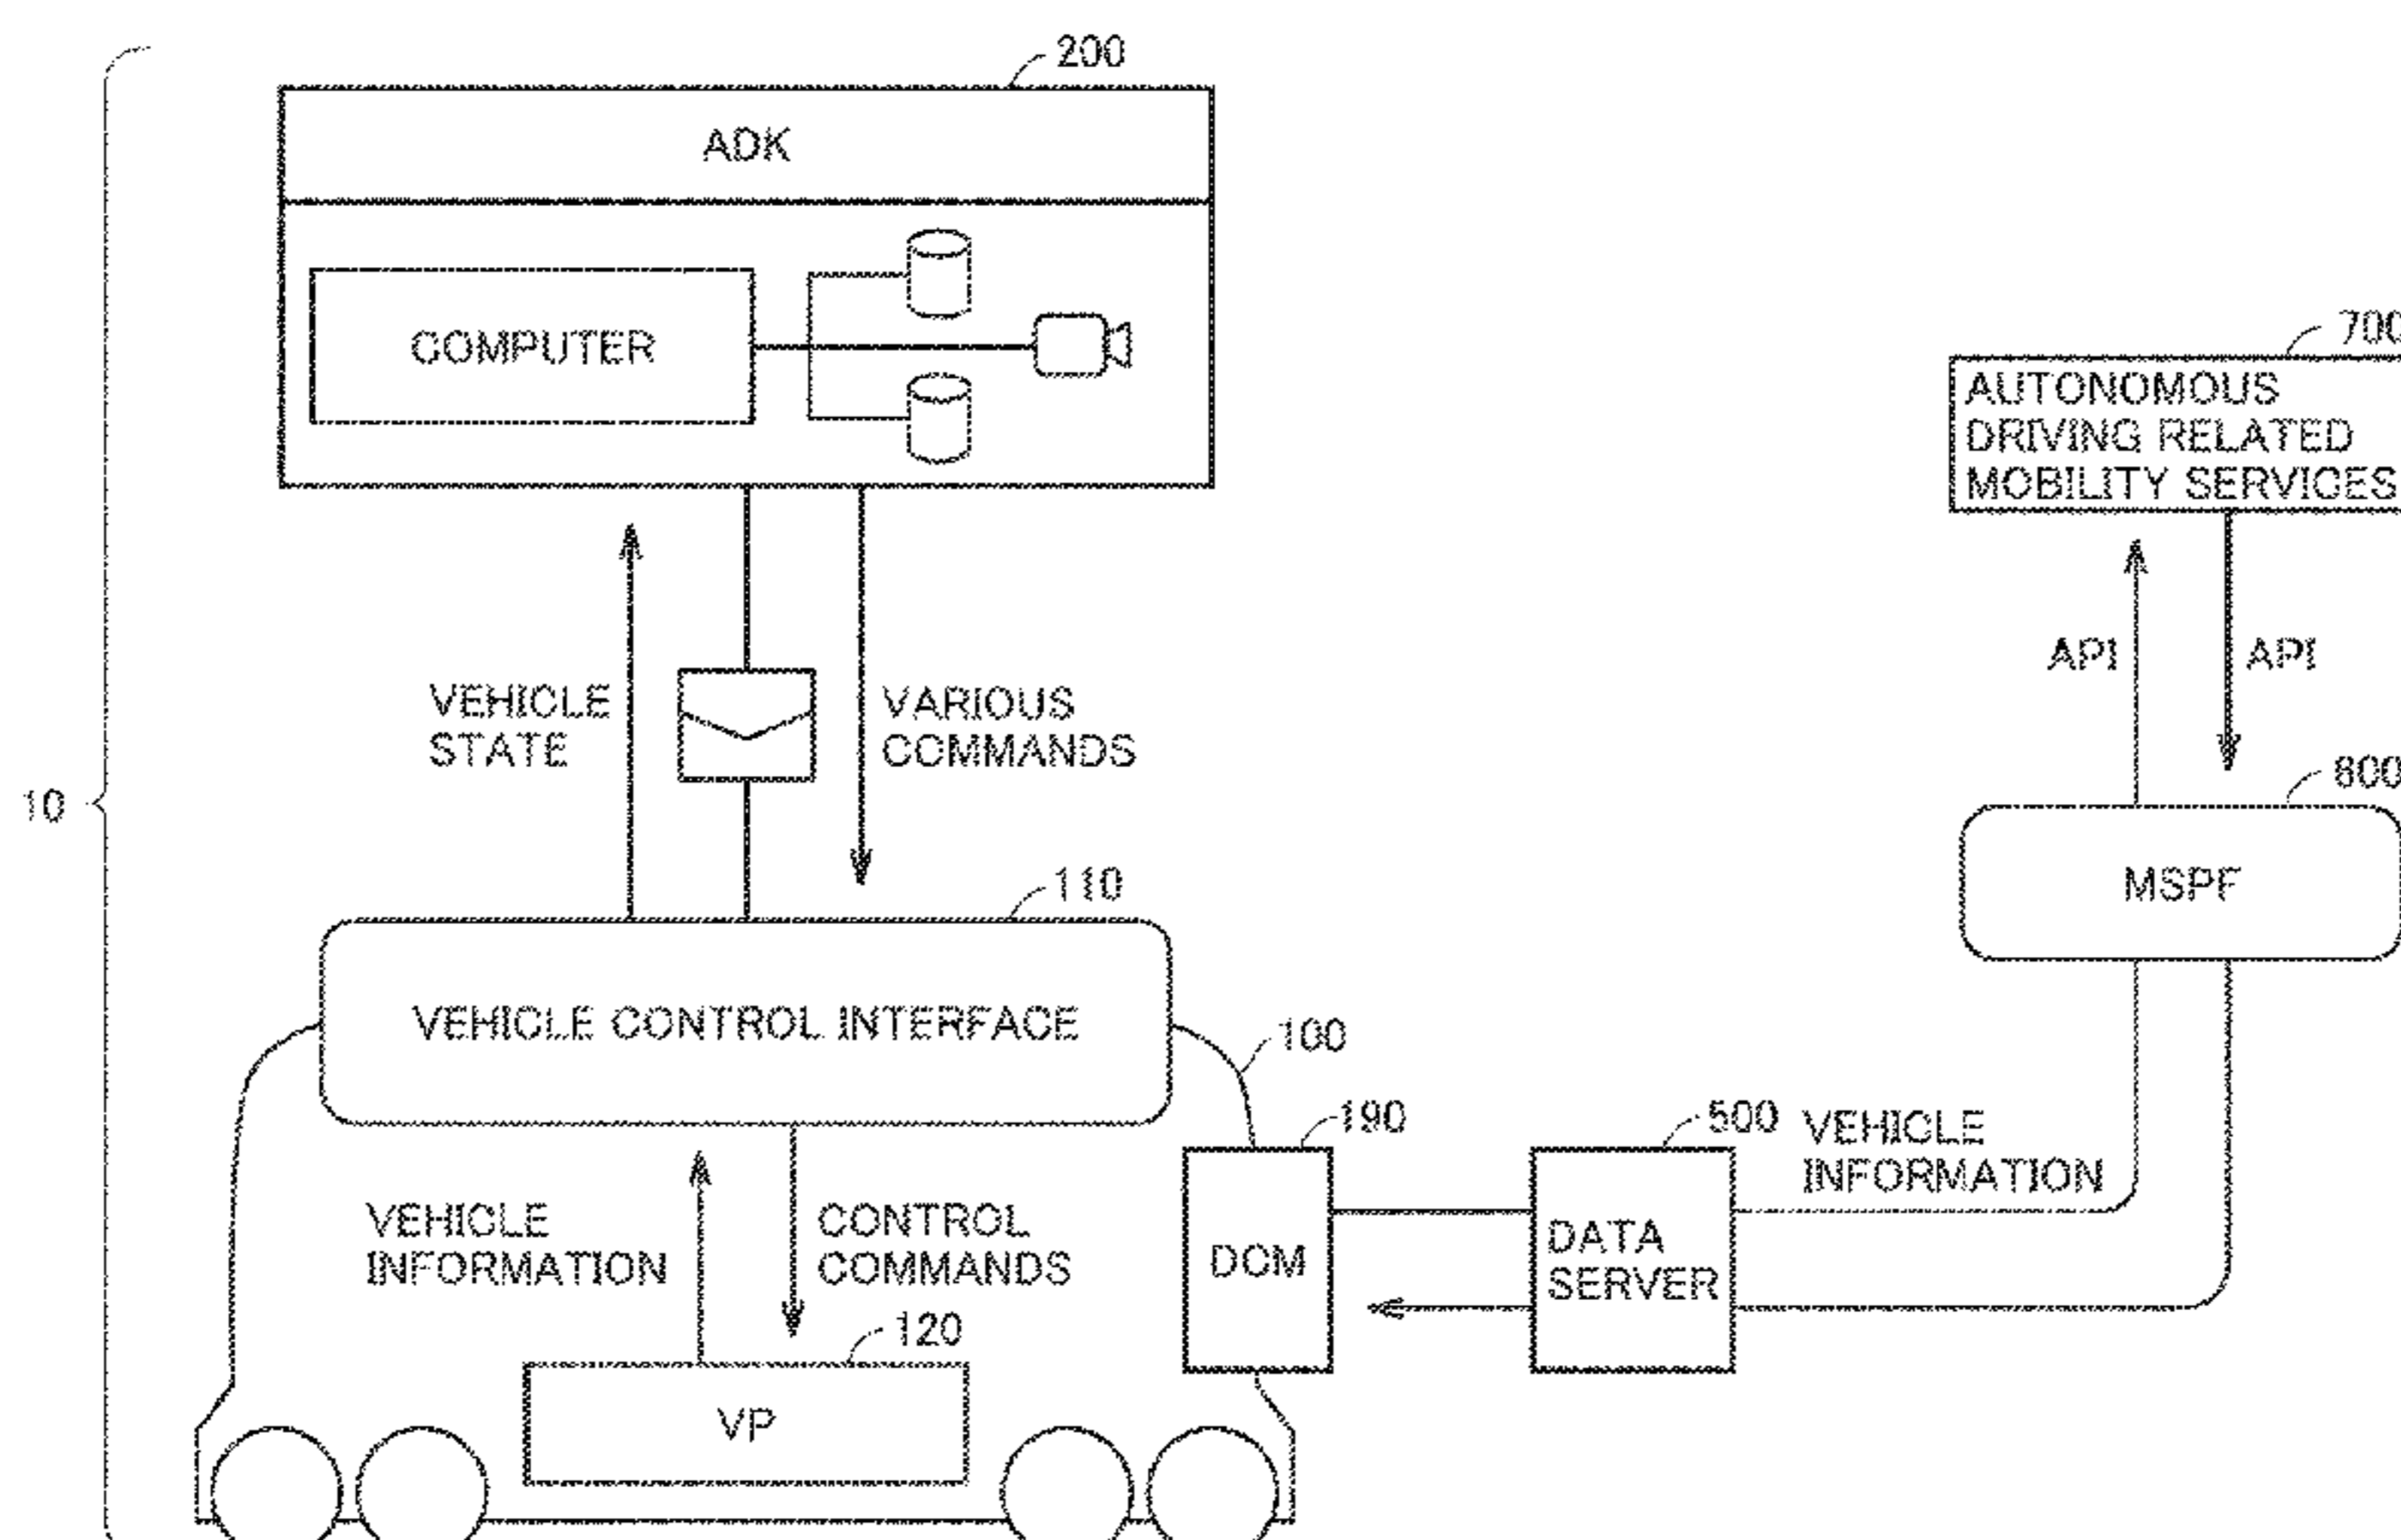 200
ADK
COMPUTER
700
AUTONOMOUS
DRIVING RELATED
MOBILITY SERVICES
API
API
VEHICLE
STATE
VARIOUS
COMMANDS
10
600
MSPF
110
VEHICLE CONTROL INTERFACE
100
190
500
VEHICLE
INFORMATION
VEHICLE
INFORMATION
CONTROL
COMMANDS
DCM
DATA
SERVER
120
VP